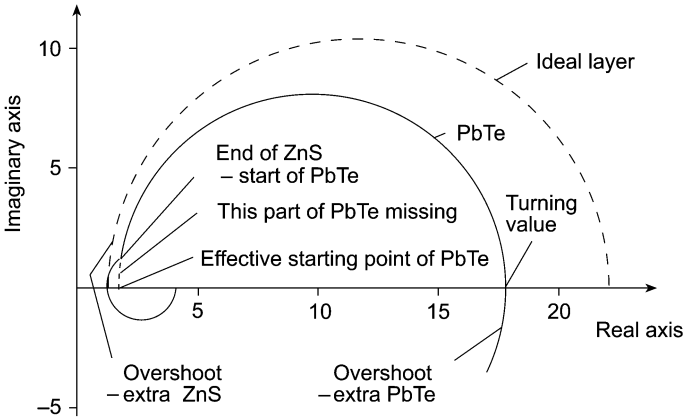 10
Imaginary axis
Ideal layer
PbTe
End of ZnS
– start of PbTe
5
This part of PbTe missing
Turning
value
Effective starting point of PbTe
5
10
15
20
Real axis
Overshoot
– extra ZnS
Overshoot
– extra PbTe
–5